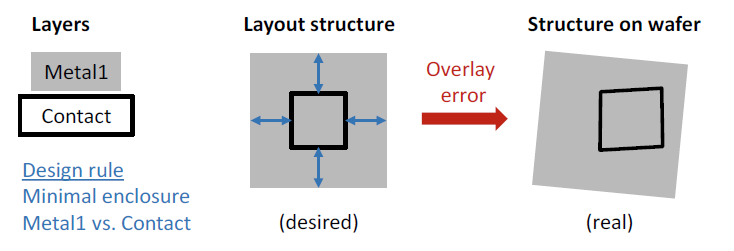 Layers
Metal1
Contact
Design rule
Minimal enclosure
Metal1 vs. Contact
Layout structure
(desired)
Overlay
error
Structure on wafer
(real)